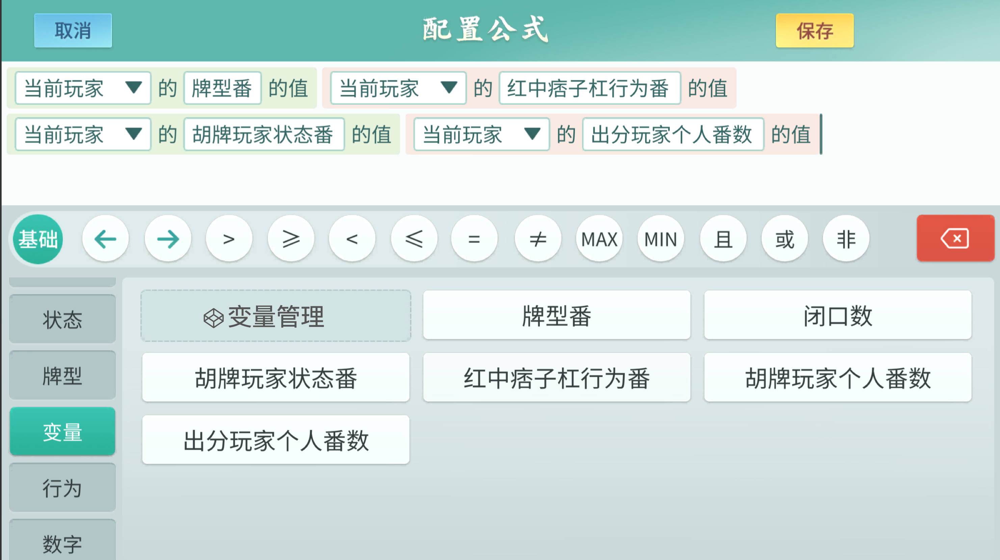 取消 配置公式 保存
当前玩家 的 牌型番 的值 当前玩家 的 红中痞子杠行为番 的值
当前玩家 的 胡牌玩家状态番 的值 当前玩家 的 出分玩家个人番数 的值
基础 ← → > ⩾ < ⩽ = ≠ MAX MIN 且 或 非
状态
牌型
变量
行为
数字
变量管理 牌型番 闭口数
胡牌玩家状态番 红中痞子杠行为番 胡牌玩家个人番数
出分玩家个人番数